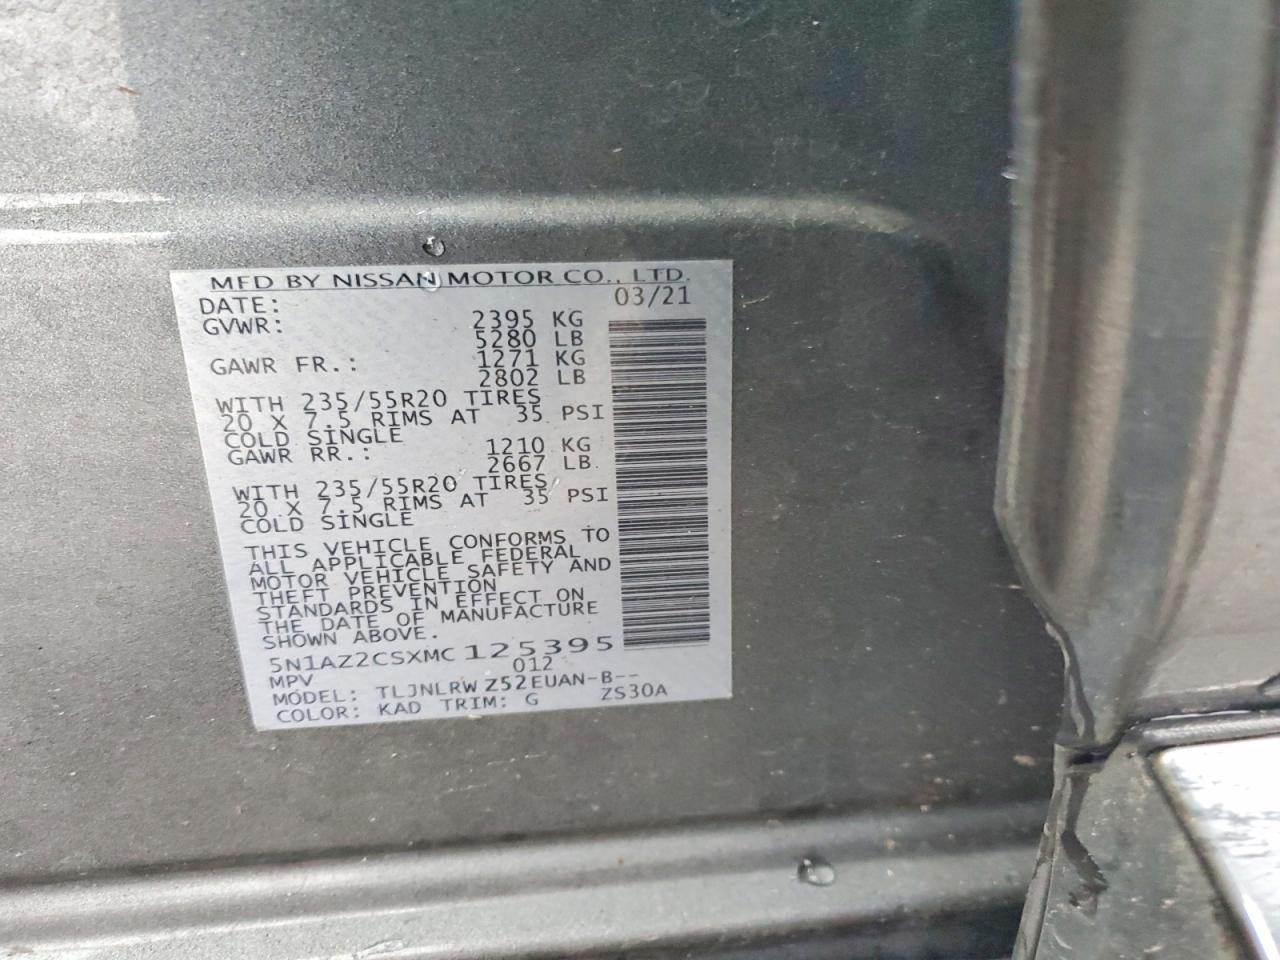 MFD BY NISSAN MOTOR CO., LTD.
DATE: 03/21
GVWR: 2395 KG
5280 LB
GAWR FR.: 1271 KG
2802 LB
WITH 235/55R20 TIRES
20 X 7.5 RIMS AT 35 PSI
COLD SINGLE
GAWR RR.: 1210 KG
2667 LB
WITH 235/55R20 TIRES
20 X 7.5 RIMS AT 35 PSI
COLD SINGLE
THIS VEHICLE CONFORMS TO
ALL APPLICABLE FEDERAL
MOTOR VEHICLE SAFETY AND
THEFT PREVENTION
STANDARDS IN EFFECT ON
THE DATE OF MANUFACTURE
SHOWN ABOVE.
5N1AZ2CSXMC125395
MPV 012
MODEL: TLJNLRWZ52EUAN-B--
COLOR: KAD TRIM: G ZS30A